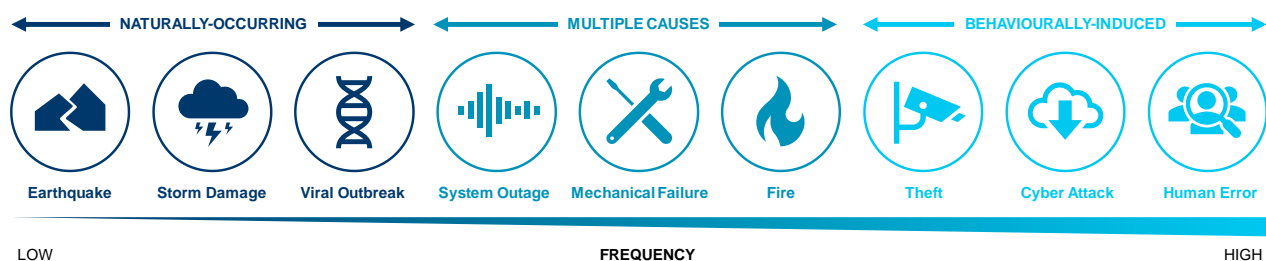 NATURALLY-OCCURRING MULTIPLE CAUSES BEHAVIOURALLY-INDUCED
Earthquake Storm Damage Viral Outbreak System Outage Mechanical Failure Fire Theft Cyber Attack Human Error
LOW FREQUENCY HIGH